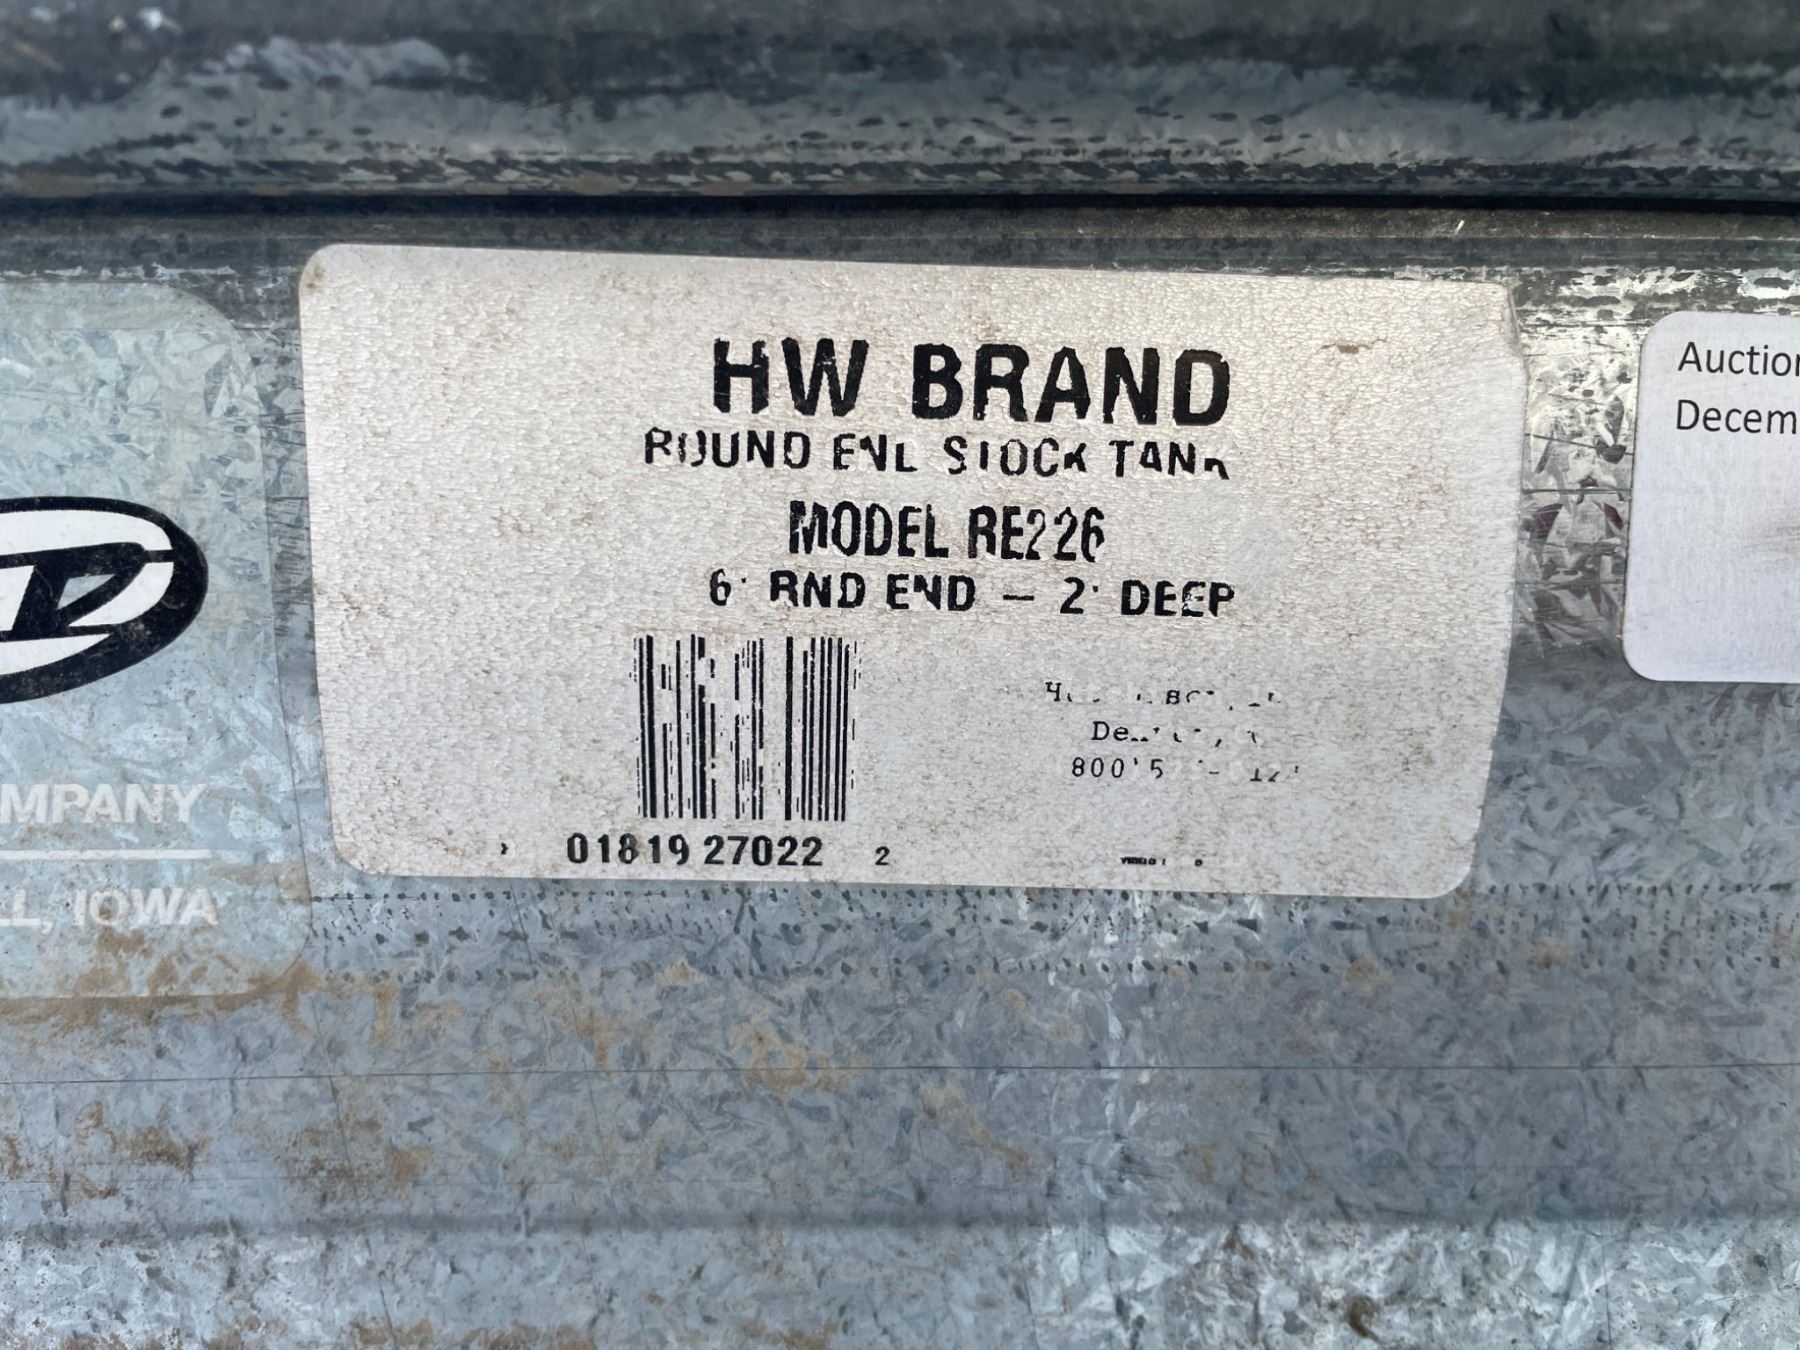 HW BRAND
ROUND END STOCK TANK
MODEL RE226
6' RND END — 2' DEEP
01819 27022 2
MPANY
LL, IOWA
Auction
Decem